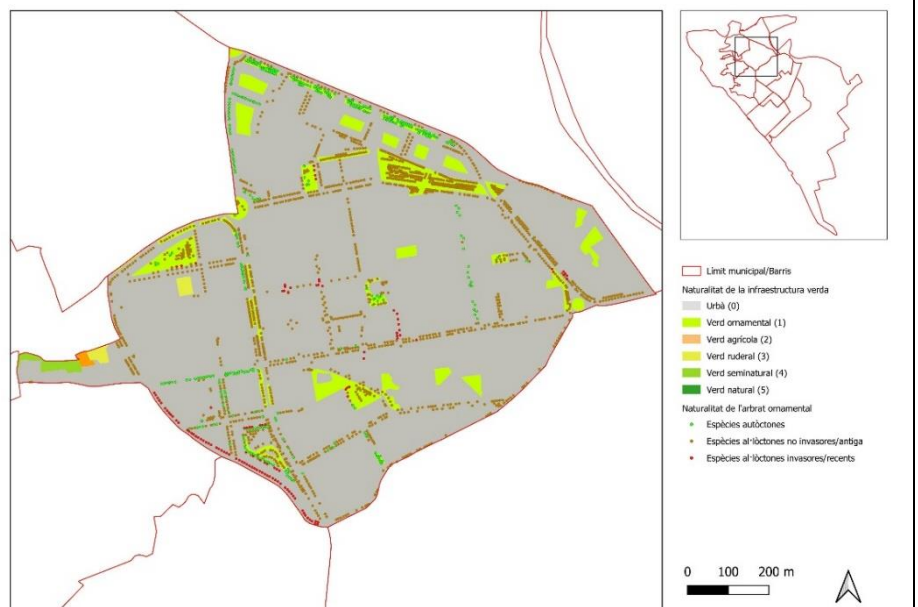 Límit municipal/Barris
Naturalitat de la infraestructura verda
Urbà (0)
Verd ornamental (1)
Verd agrícola (2)
Verd ruderal (3)
Verd seminatural (4)
Verd natural (5)
Naturalitat de l'arbrat ornamental
Espècies autòctones
Espècies al·lòctones no invasores/antiga
Espècies al·lòctones invasores/recents
0 100 200 m